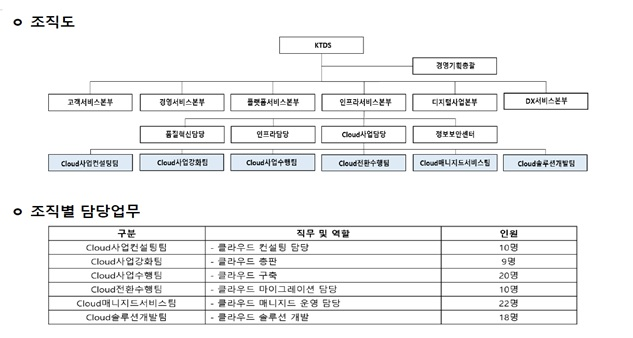 ㅇ 조직도
KTDS
경영기획총괄
고객서비스본부 경영서비스본부 플랫폼서비스본부 인프라서비스본부 디지털사업본부 DX서비스본부
품질혁신담당 인프라담당 Cloud사업담당 정보보안센터
Cloud사업컨설팅팀 Cloud사업강화팀 Cloud사업수행팀 Cloud전환수행팀 Cloud매니지드서비스팀 Cloud솔루션개발팀
ㅇ 조직별 담당업무
구분 직무 및 역할 인원
Cloud사업컨설팅팀 - 클라우드 컨설팅 담당 10명
Cloud사업강화팀 - 클라우드 총판 9명
Cloud사업수행팀 - 클라우드 구축 20명
Cloud전환수행팀 - 클라우드 마이그레이션 담당 10명
Cloud매니지드서비스팀 - 클라우드 매니지드 운영 담당 22명
Cloud솔루션개발팀 - 클라우드 솔루션 개발 18명